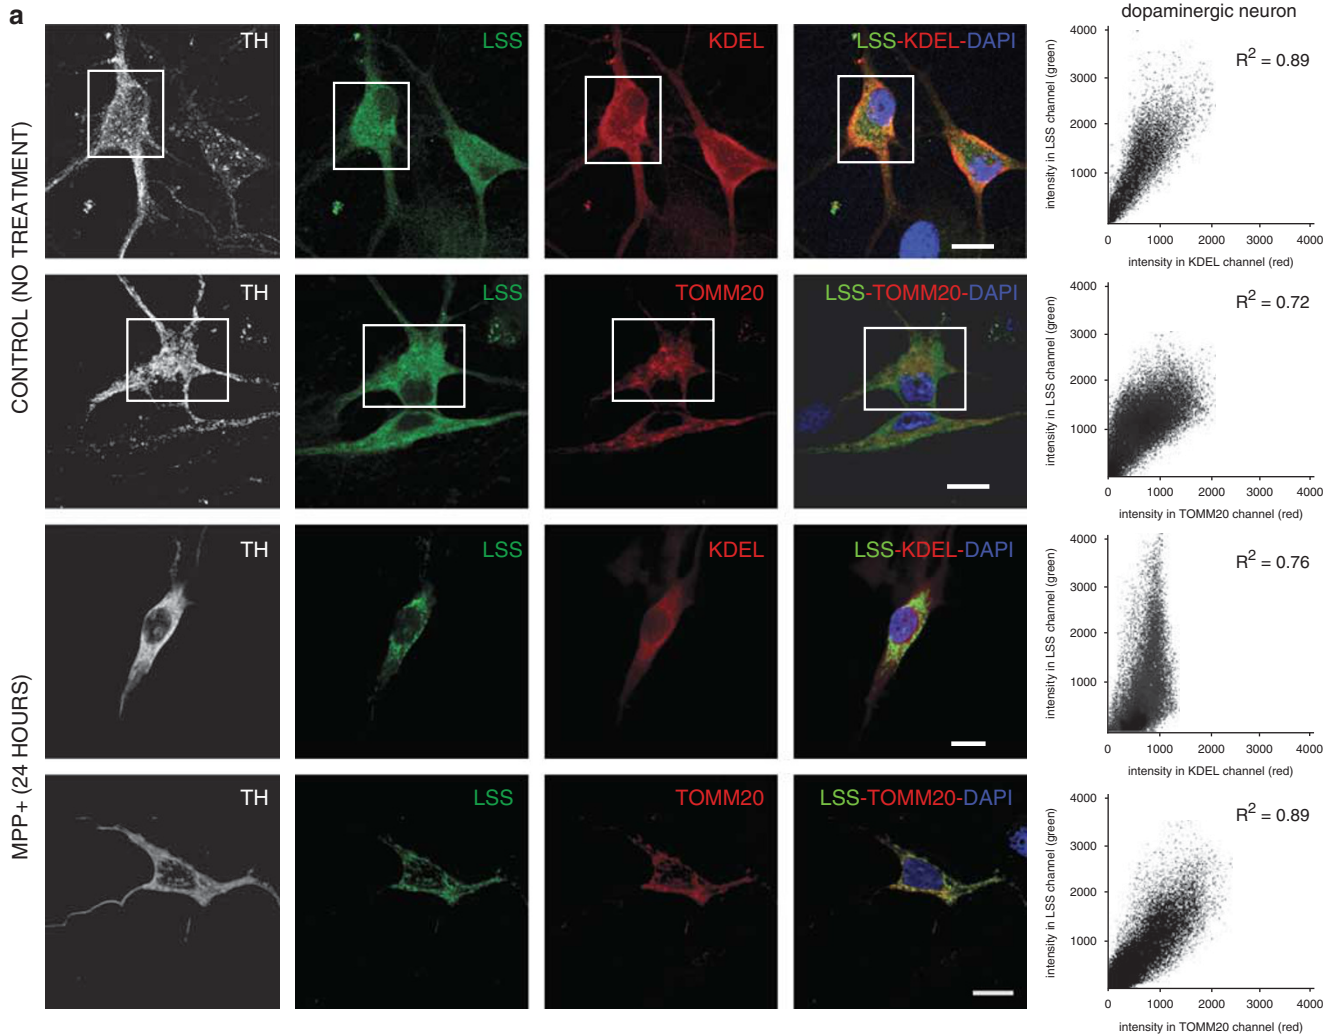 a
CONTROL (NO TREATMENT)
MPP+ (24 HOURS)
TH
LSS
KDEL
LSS-KDEL-DAPI
dopaminergic neuron
R² = 0.89
intensity in LSS channel (green)
4000
3000
2000
1000
0 1000 2000 3000 4000
intensity in KDEL channel (red)
TH
LSS
TOMM20
LSS-TOMM20-DAPI
R² = 0.72
intensity in LSS channel (green)
4000
3000
2000
1000
0 1000 2000 3000 4000
intensity in TOMM20 channel (red)
TH
LSS
KDEL
LSS-KDEL-DAPI
R² = 0.76
intensity in LSS channel (green)
4000
3000
2000
1000
0 1000 2000 3000 4000
intensity in KDEL channel (red)
TH
LSS
TOMM20
LSS-TOMM20-DAPI
R² = 0.89
intensity in LSS channel (green)
4000
3000
2000
1000
0 1000 2000 3000 4000
intensity in TOMM20 channel (red)